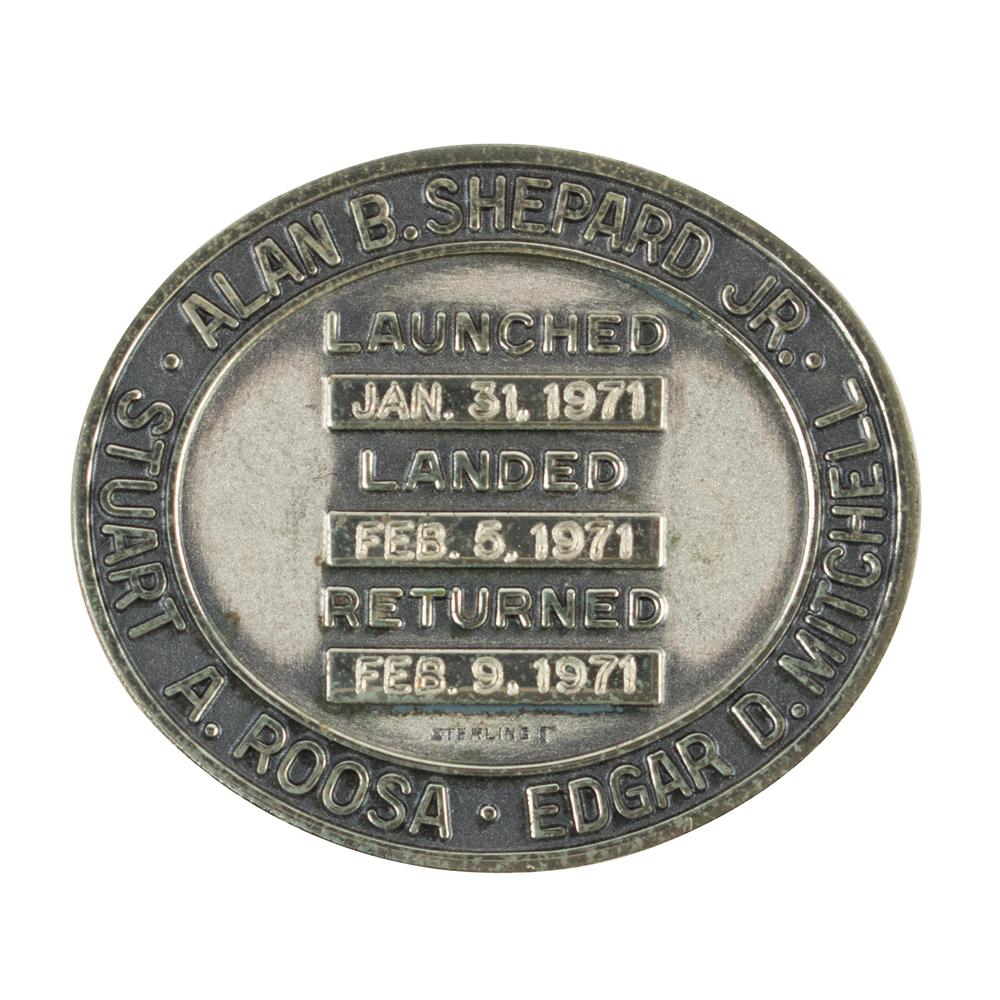 ALAN B. SHEPARD JR. ·
EDGAR D. MITCHELL
· STUART A. ROOSA ·
LAUNCHED
JAN. 31, 1971
LANDED
FEB. 5, 1971
RETURNED
FEB. 9, 1971
STERLING